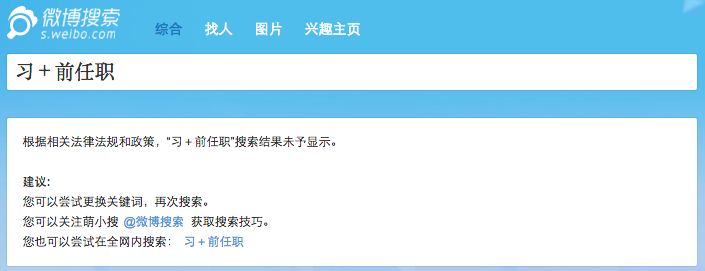 微博搜索
s.weibo.com
综合 找人 图片 兴趣主页
习＋前任职
根据相关法律法规和政策，“习＋前任职”搜索结果未予显示。
建议：
您可以尝试更换关键词，再次搜索。
您可以关注萌小搜 @微博搜索 获取搜索技巧。
您也可以尝试在全网内搜索： 习＋前任职